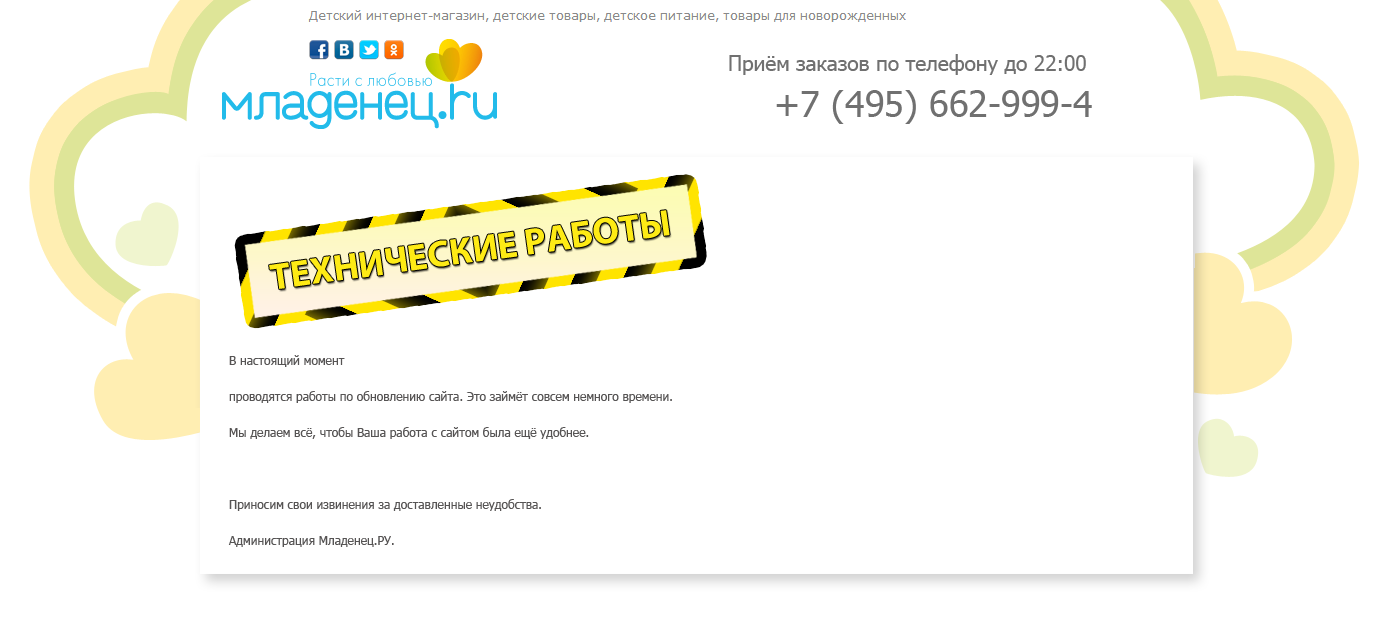 Детский интернет-магазин, детские товары, детское питание, товары для новорожденных
Расти с любовью
младенец.ru
Приём заказов по телефону до 22:00
+7 (495) 662-999-4
ТЕХНИЧЕСКИЕ РАБОТЫ
В настоящий момент
проводятся работы по обновлению сайта. Это займёт совсем немного времени.
Мы делаем всё, чтобы Ваша работа с сайтом была ещё удобнее.
Приносим свои извинения за доставленные неудобства.
Администрация Младенец.РУ.